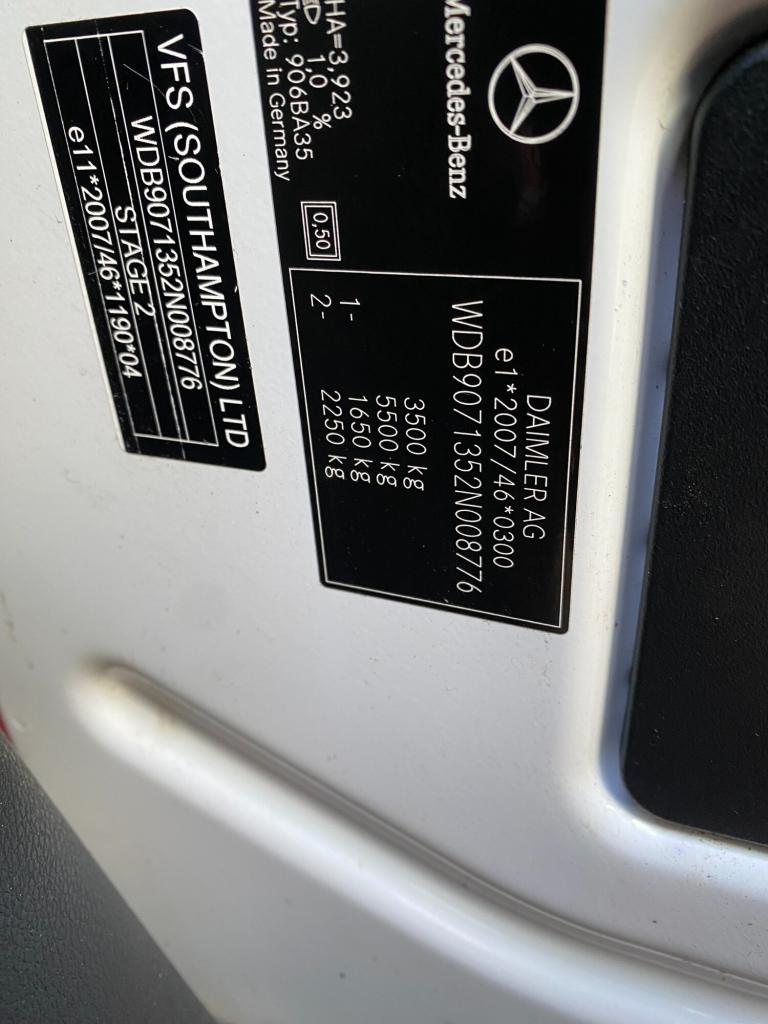 Mercedes-Benz
HA=3,923
1,0 %
Typ: 906BA35
Made in Germany
0,50
DAIMLER AG
e1*2007/46*0300
WDB9071352N008776
3500 kg
5500 kg
1- 1650 kg
2- 2250 kg
VFS (SOUTHAMPTON) LTD
WDB9071352N008776
STAGE 2
e11*2007/46*1190*04